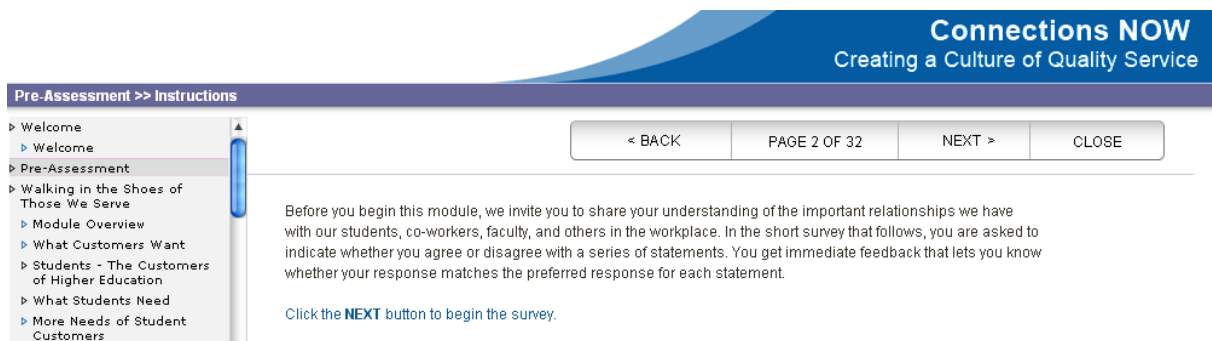 Connections NOW
Creating a Culture of Quality Service
Pre-Assessment >> Instructions
Welcome
Welcome
Pre-Assessment
Walking in the Shoes of
Those We Serve
Module Overview
What Customers Want
Students - The Customers
of Higher Education
What Students Need
More Needs of Student
Customers
< BACK PAGE 2 OF 32 NEXT > CLOSE
Before you begin this module, we invite you to share your understanding of the important relationships we have
with our students, co-workers, faculty, and others in the workplace. In the short survey that follows, you are asked to
indicate whether you agree or disagree with a series of statements. You get immediate feedback that lets you know
whether your response matches the preferred response for each statement.
Click the NEXT button to begin the survey.